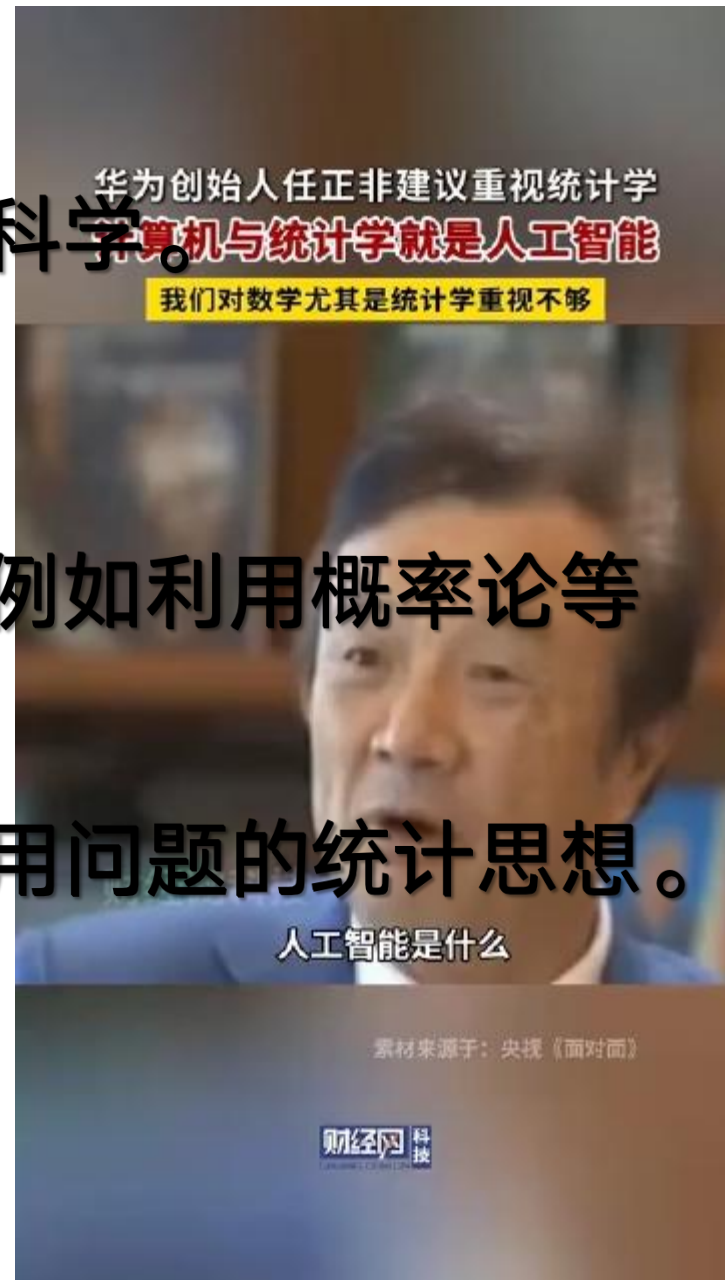 华为创始人任正非建议重视统计学
科学。
计算机与统计学就是人工智能
我们对数学尤其是统计学重视不够
例如利用概率论等
用问题的统计思想。
人工智能是什么
素材来源于：央视《面对面》
财经网 科技